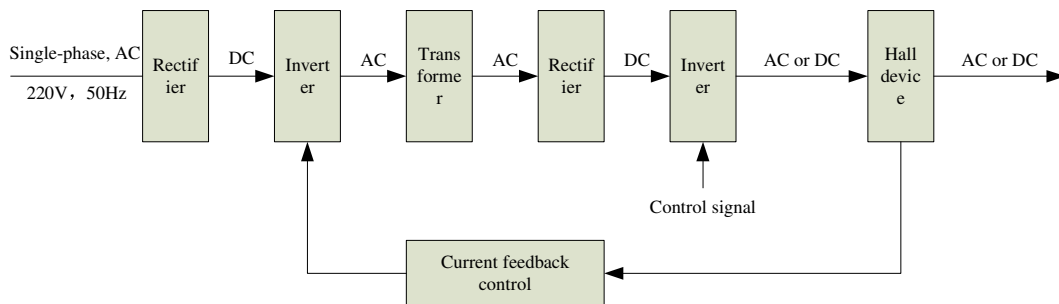 Single-phase, AC
220V，50Hz
Rectif
ier
DC
Invert
er
AC
Trans
forme
r
AC
Rectif
ier
DC
Invert
er
AC or DC
Hall
devic
e
AC or DC
Control signal
Current feedback
control